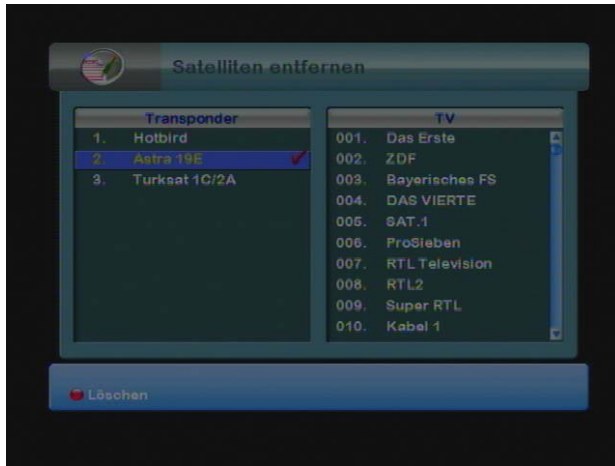 Satelliten entfernen
Transponder
1. Hotbird
2. Astra 19E
3. Turksat 1C/2A
TV
001. Das Erste
002. ZDF
003. Bayerisches FS
004. DAS VIERTE
005. SAT.1
006. ProSieben
007. RTL Television
008. RTL2
009. Super RTL
010. Kabel 1
Löschen